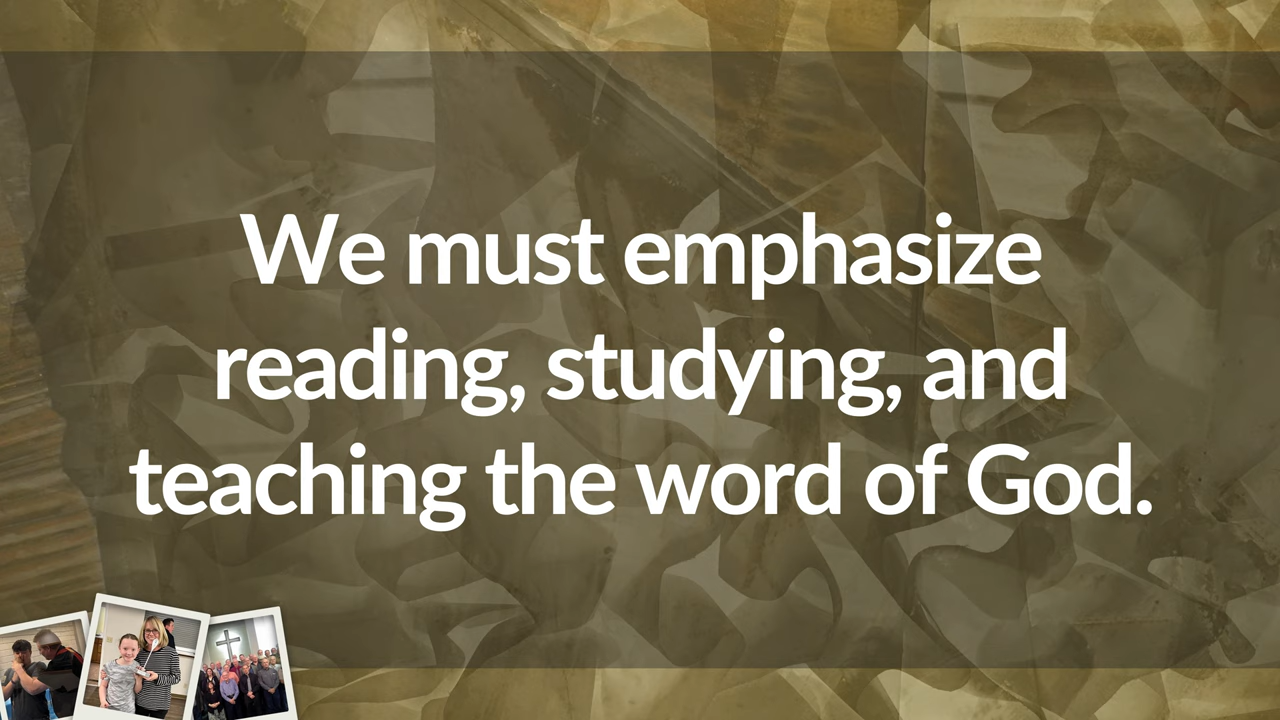 We must emphasize
reading, studying, and
teaching the word of God.